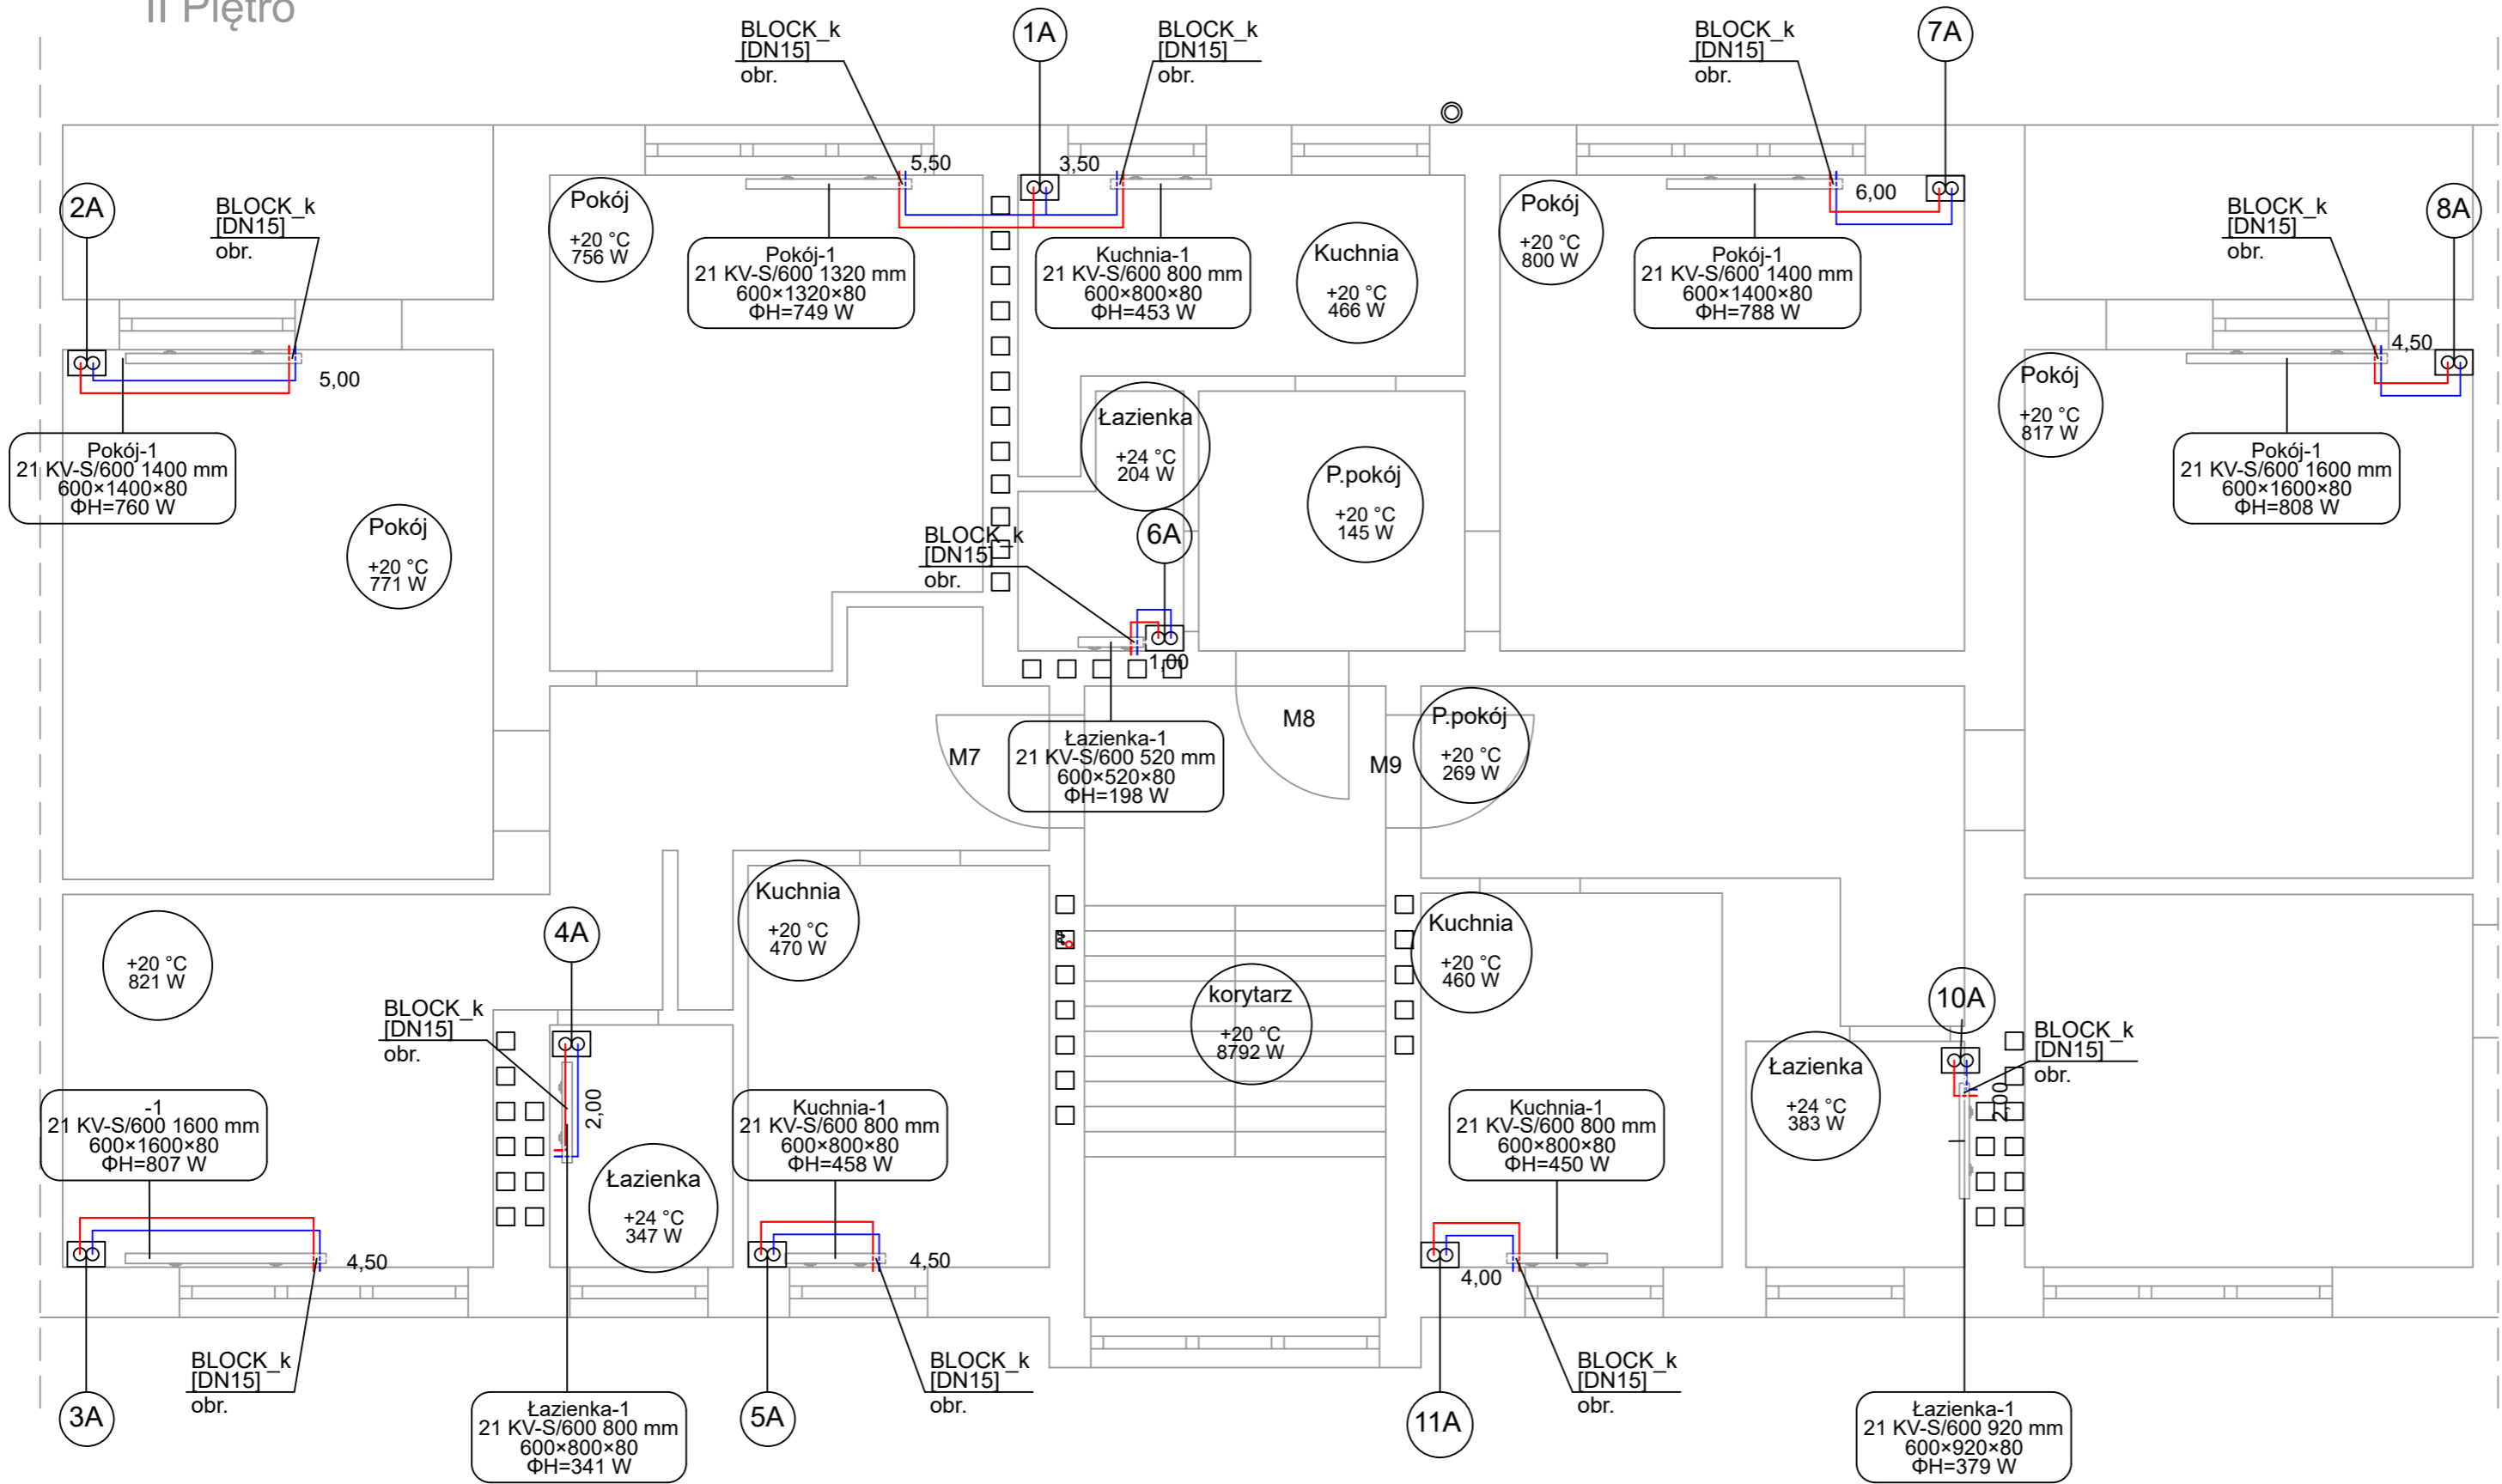 II Piętro
BLOCK_k
[DN15]
obr.
1A
BLOCK_k
[DN15]
obr.
BLOCK_k
[DN15]
obr.
7A
2A
BLOCK_k
[DN15]
obr.
5,50
3,50
6,00
BLOCK_k
[DN15]
obr.
8A
Pokój
+20 °C
756 W
Pokój-1
21 KV-S/600 1320 mm
600×1320×80
ΦH=749 W
Kuchnia-1
21 KV-S/600 800 mm
600×800×80
ΦH=453 W
Kuchnia
+20 °C
466 W
Pokój
+20 °C
800 W
Pokój-1
21 KV-S/600 1400 mm
600×1400×80
ΦH=788 W
5,00
4,50
Pokój
+20 °C
817 W
Pokój-1
21 KV-S/600 1400 mm
600×1400×80
ΦH=760 W
Łazienka
+24 °C
204 W
P.pokój
+20 °C
145 W
Pokój-1
21 KV-S/600 1600 mm
600×1600×80
ΦH=808 W
Pokój
+20 °C
771 W
BLOCK_k
[DN15]
obr.
6A
1,00
M7
Łazienka-1
21 KV-S/600 520 mm
600×520×80
ΦH=198 W
M8
M9
P.pokój
+20 °C
269 W
+20 °C
821 W
4A
Kuchnia
+20 °C
470 W
korytarz
+20 °C
8792 W
Kuchnia
+20 °C
460 W
10A
BLOCK_k
[DN15]
obr.
BLOCK_k
[DN15]
obr.
2,00
2,00
-1
21 KV-S/600 1600 mm
600×1600×80
ΦH=807 W
Łazienka
+24 °C
347 W
Kuchnia-1
21 KV-S/600 800 mm
600×800×80
ΦH=458 W
Kuchnia-1
21 KV-S/600 800 mm
600×800×80
ΦH=450 W
Łazienka
+24 °C
383 W
4,50
4,50
4,00
3A
BLOCK_k
[DN15]
obr.
Łazienka-1
21 KV-S/600 800 mm
600×800×80
ΦH=341 W
5A
BLOCK_k
[DN15]
obr.
11A
BLOCK_k
[DN15]
obr.
Łazienka-1
21 KV-S/600 920 mm
600×920×80
ΦH=379 W